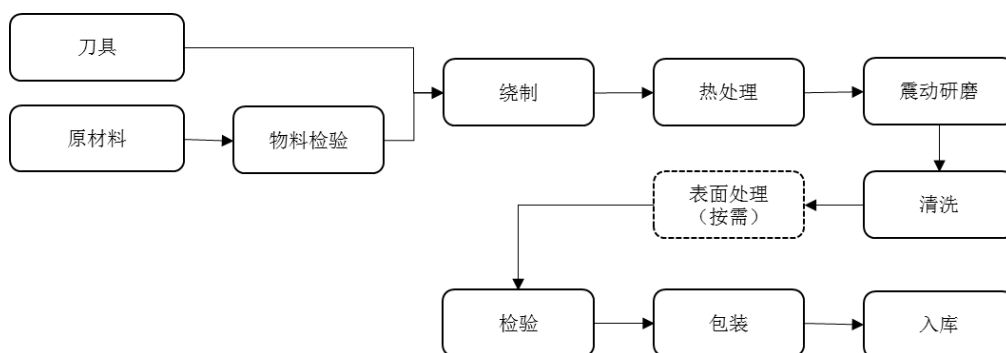 刀具
原材料
物料检验
绕制
热处理
震动研磨
清洗
表面处理
（按需）
检验
包装
入库